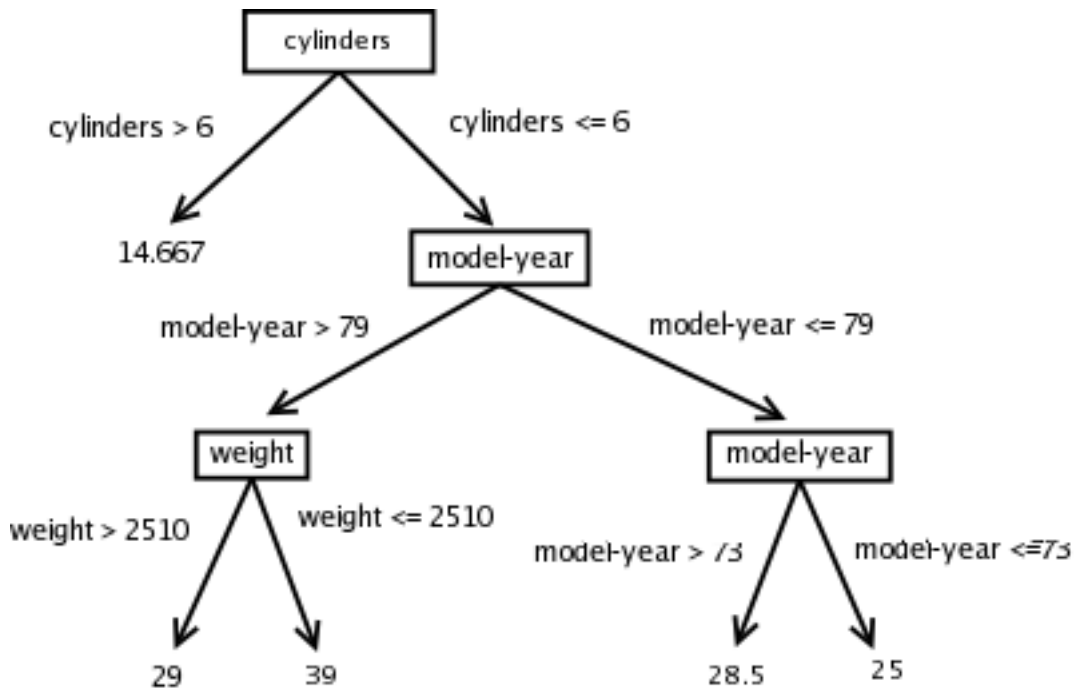 cylinders
cylinders > 6
cylinders <= 6
14.667
model-year
model-year > 79
model-year <= 79
weight
model-year
weight > 2510
weight <= 2510
model-year > 73
model-year <=73
29
39
28.5
25